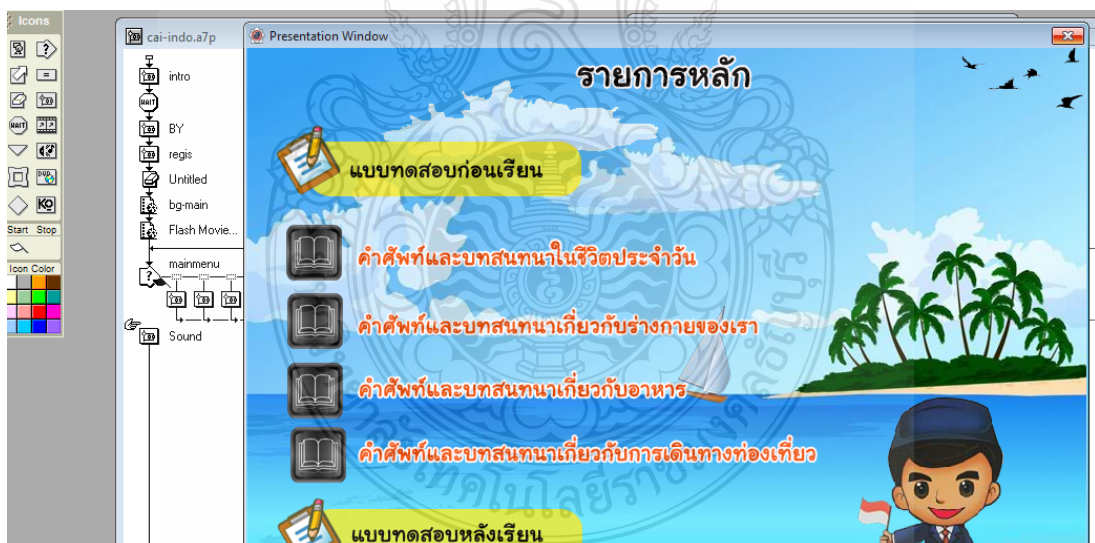 Icons
cai-indo.a7p
Presentation Window
intro
WAIT
BY
regis
Untitled
bg-main
Flash Movie...
mainmenu
Sound
WAIT
DVD
KO
Start Stop
Icon Color
รายการหลัก
แบบทดสอบก่อนเรียน
คำศัพท์และบทสนทนาในชีวิตประจำวัน
คำศัพท์และบทสนทนาเกี่ยวกับร่างกายของเรา
คำศัพท์และบทสนทนาเกี่ยวกับอาหาร
คำศัพท์และบทสนทนาเกี่ยวกับการเดินทางท่องเที่ยว
แบบทดสอบหลังเรียน